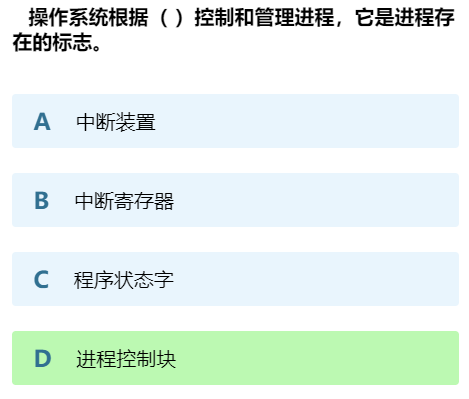 操作系统根据（ ）控制和管理进程，它是进程存
在的标志。
A 中断装置
B 中断寄存器
C 程序状态字
D 进程控制块